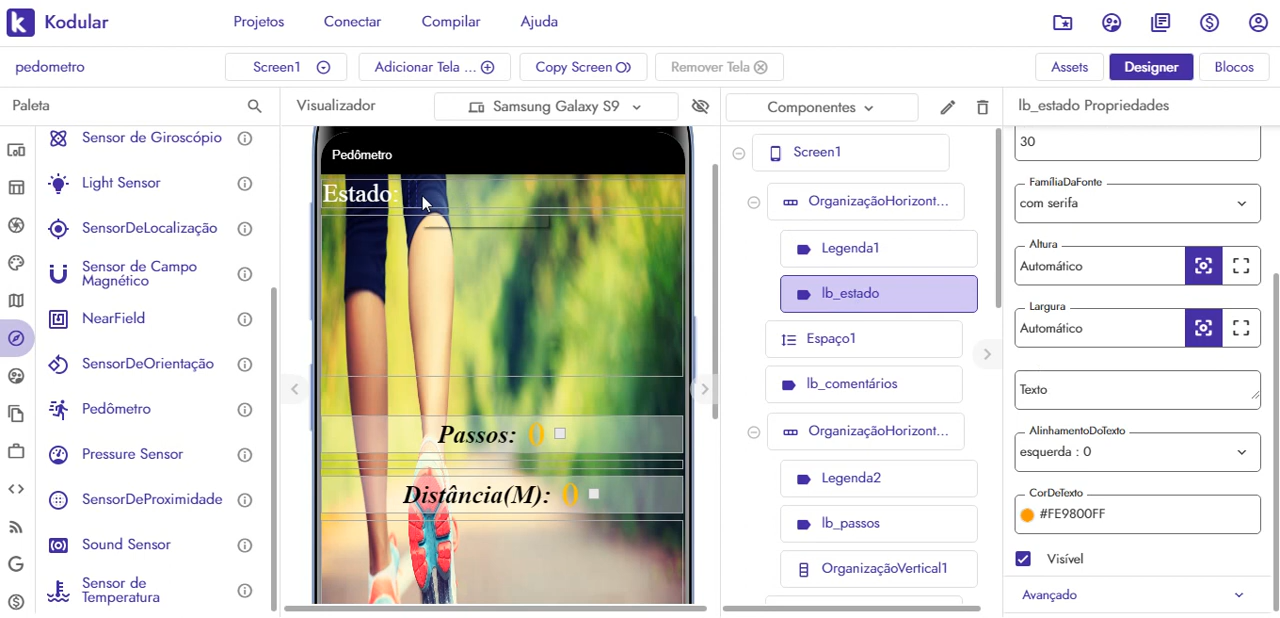 Kodular
Projetos
Conectar
Compilar
Ajuda
pedometro
Screen1
Adicionar Tela ...
Copy Screen
Remover Tela
Assets
Designer
Blocos
Paleta
Sensor de Giroscópio
Light Sensor
SensorDeLocalização
Sensor de Campo
Magnético
NearField
SensorDeOrientação
Pedômetro
Pressure Sensor
SensorDeProximidade
Sound Sensor
Sensor de
Temperatura
Visualizador
Samsung Galaxy S9
Pedômetro
Estado:
Passos: 0
Distância(M): 0
Componentes
Screen1
OrganizaçãoHorizont...
Legenda1
lb_estado
Espaço1
lb_comentários
OrganizaçãoHorizont...
Legenda2
lb_passos
OrganizaçãoVertical1
lb_estado Propriedades
30
FamíliaDaFonte
com serifa
Altura
Automático
Largura
Automático
Texto
AlinhamentoDoTexto
esquerda : 0
CorDeTexto
#FE9800FF
Visível
Avançado